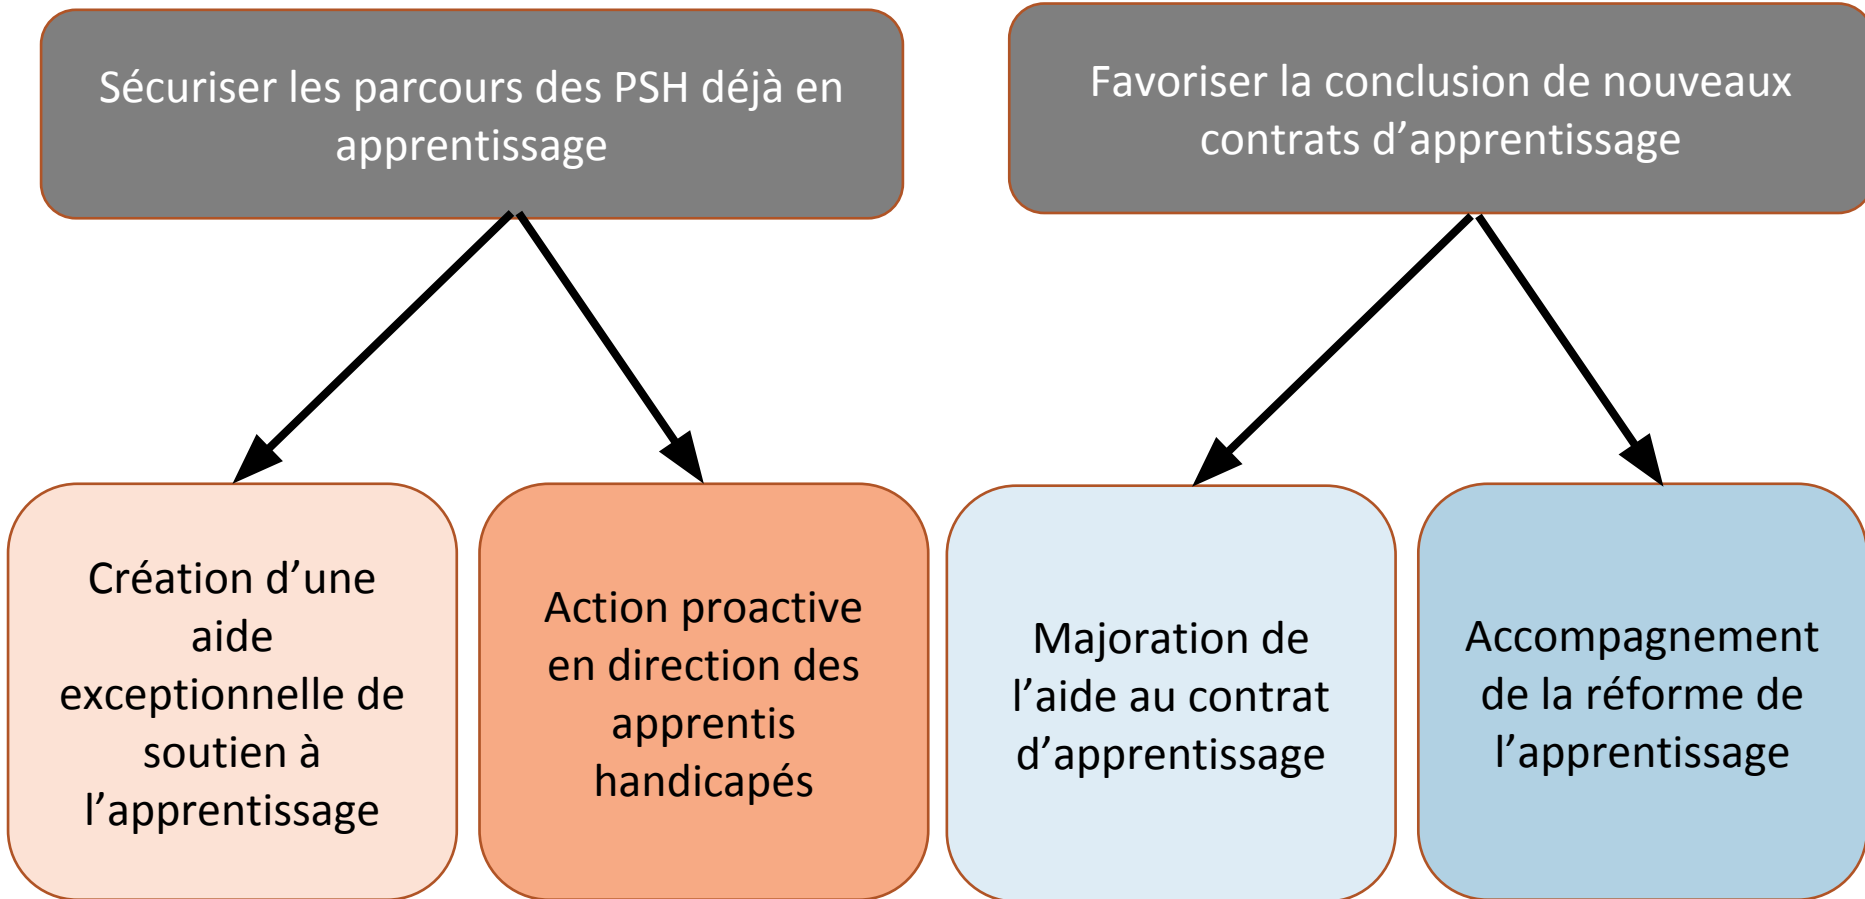 Sécuriser les parcours des PSH déjà en
apprentissage
Favoriser la conclusion de nouveaux
contrats d’apprentissage
Création d’une
aide
exceptionnelle de
soutien à
l’apprentissage
Action proactive
en direction des
apprentis
handicapés
Majoration de
l’aide au contrat
d’apprentissage
Accompagnement
de la réforme de
l’apprentissage